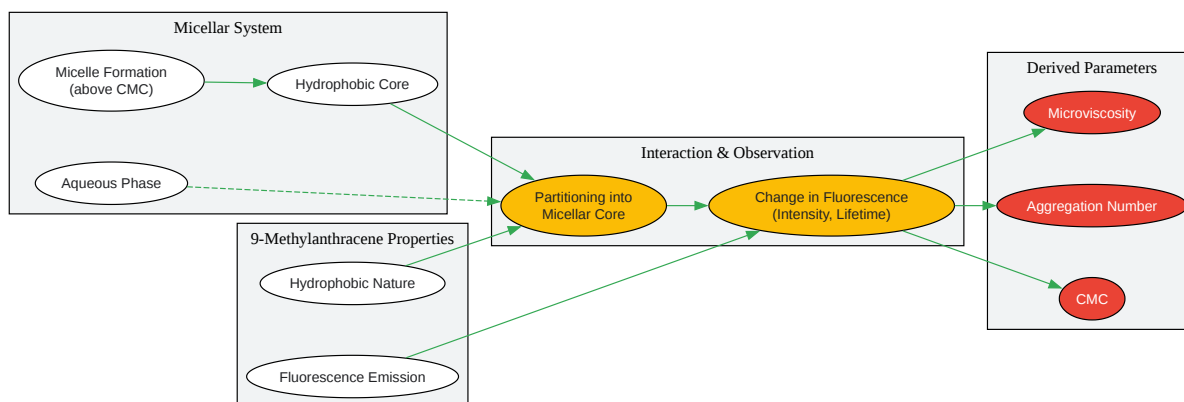 Micellar System
Micelle Formation
(above CMC)
Hydrophobic Core
Aqueous Phase
9-Methylanthracene Properties
Hydrophobic Nature
Fluorescence Emission
Interaction & Observation
Partitioning into
Micellar Core
Change in Fluorescence
(Intensity, Lifetime)
Derived Parameters
Microviscosity
Aggregation Number
CMC